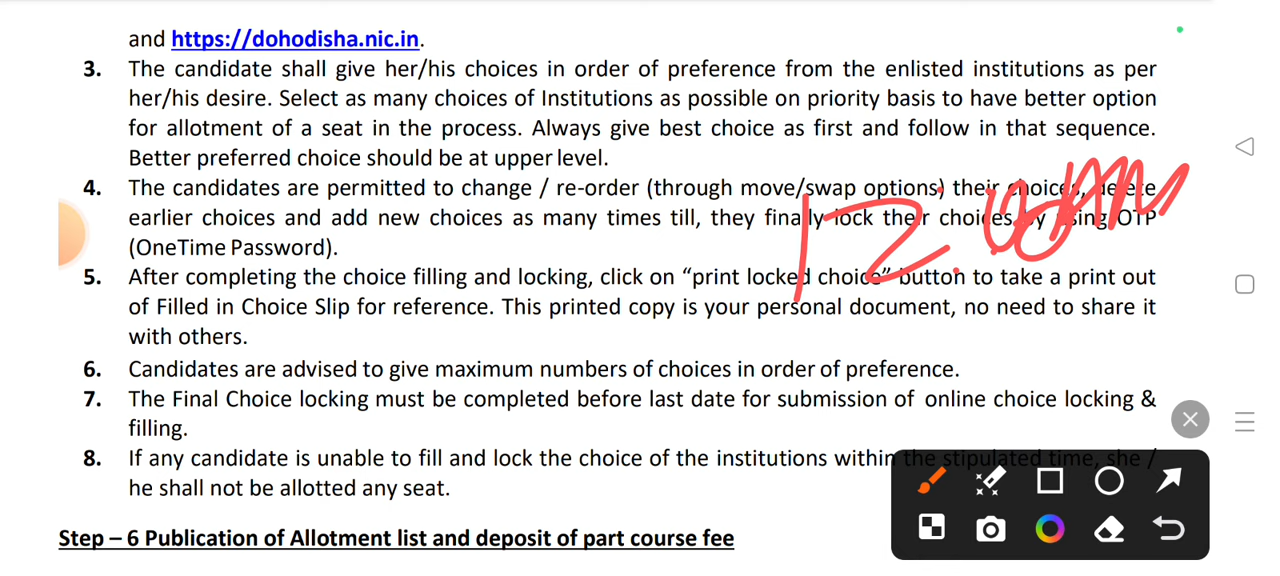 and https://dohodisha.nic.in.
3. The candidate shall give her/his choices in order of preference from the enlisted institutions as per
her/his desire. Select as many choices of Institutions as possible on priority basis to have better option
for allotment of a seat in the process. Always give best choice as first and follow in that sequence.
Better preferred choice should be at upper level.
4. The candidates are permitted to change / re-order (through move/swap options) their choices, delete
earlier choices and add new choices as many times till, they finally lock their choices by using OTP
(OneTime Password).
5. After completing the choice filling and locking, click on “print locked choice” button to take a print out
of Filled in Choice Slip for reference. This printed copy is your personal document, no need to share it
with others.
6. Candidates are advised to give maximum numbers of choices in order of preference.
7. The Final Choice locking must be completed before last date for submission of online choice locking &
filling.
8. If any candidate is unable to fill and lock the choice of the institutions within the stipulated time, she /
he shall not be allotted any seat.
Step – 6 Publication of Allotment list and deposit of part course fee